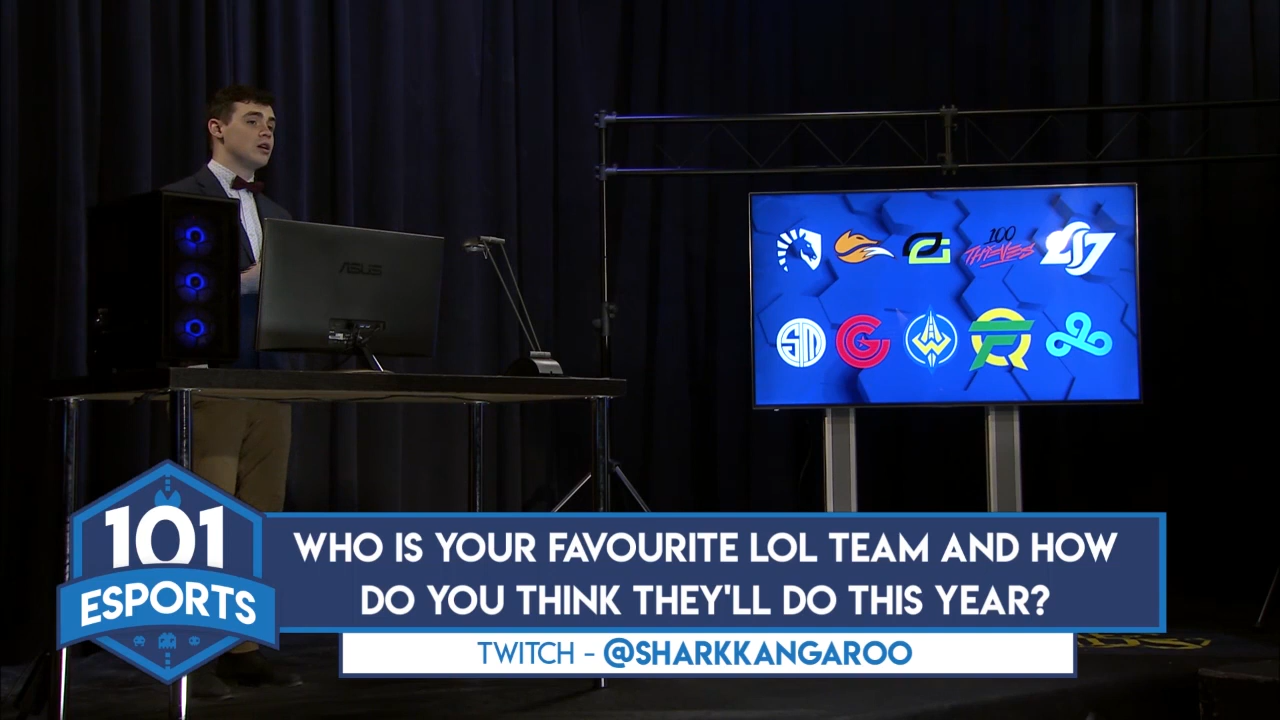 ASUS
100
THIEVES
TSM
101
ESPORTS
WHO IS YOUR FAVOURITE LOL TEAM AND HOW
DO YOU THINK THEY'LL DO THIS YEAR?
TWITCH - @SHARKKANGAROO